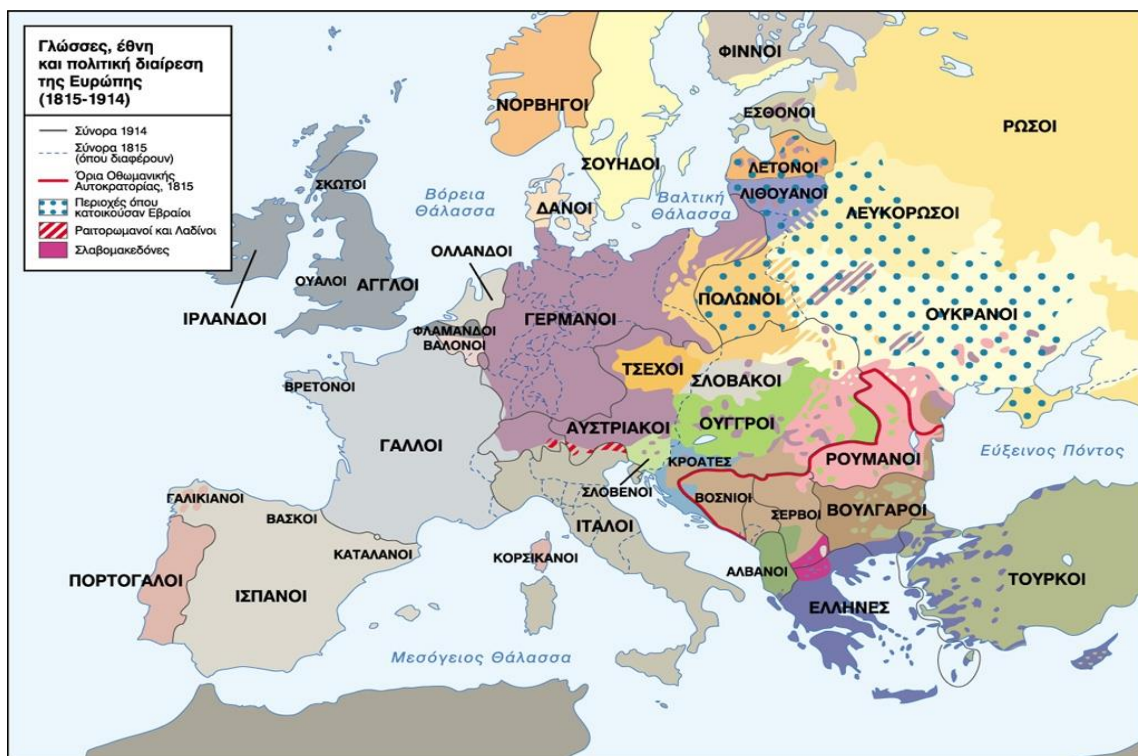 Γλώσσες, έθνη
και πολιτική διαίρεση
της Ευρώπης
(1815-1914)
Σύνορα 1914
Σύνορα 1815
(όπου διαφέρουν)
Όρια Οθωμανικής
Αυτοκρατορίας, 1815
Περιοχές όπου
κατοικούσαν Εβραίοι
Ραιτορωμανοί και Λαδίνοι
Σλαβομακεδόνες
ΦΙΝΝΟΙ
ΝΟΡΒΗΓΟΙ
ΕΣΘΟΝΟΙ
ΡΩΣΟΙ
ΣΟΥΗΔΟΙ
ΛΕΤΟΝΟΙ
ΣΚΩΤΟΙ
Βόρεια
Θάλασσα
Βαλτική
Θάλασσα
ΛΙΘΟΥΑΝΟΙ
ΔΑΝΟΙ
ΛΕΥΚΟΡΩΣΟΙ
ΟΛΛΑΝΔΟΙ
ΟΥΑΛΟΙ
ΑΓΓΛΟΙ
ΙΡΛΑΝΔΟΙ
ΠΟΛΩΝΟΙ
ΓΕΡΜΑΝΟΙ
ΟΥΚΡΑΝΟΙ
ΦΛΑΜΑΝΔΟΙ
ΒΑΛΟΝΟΙ
ΤΣΕΧΟΙ
ΣΛΟΒΑΚΟΙ
ΒΡΕΤΟΝΟΙ
ΟΥΓΓΡΟΙ
ΑΥΣΤΡΙΑΚΟΙ
ΓΑΛΛΟΙ
Εύξεινος Πόντος
ΚΡΟΑΤΕΣ
ΡΟΥΜΑΝΟΙ
ΣΛΟΒΕΝΟΙ
ΓΑΛΙΚΙΑΝΟΙ
ΒΟΣΝΙΟΙ
ΣΕΡΒΟΙ
ΒΟΥΛΓΑΡΟΙ
ΒΑΣΚΟΙ
ΙΤΑΛΟΙ
ΚΑΤΑΛΑΝΟΙ
ΚΟΡΣΙΚΑΝΟΙ
ΑΛΒΑΝΟΙ
ΠΟΡΤΟΓΑΛΟΙ
ΤΟΥΡΚΟΙ
ΙΣΠΑΝΟΙ
ΕΛΛΗΝΕΣ
Μεσόγειος Θάλασσα